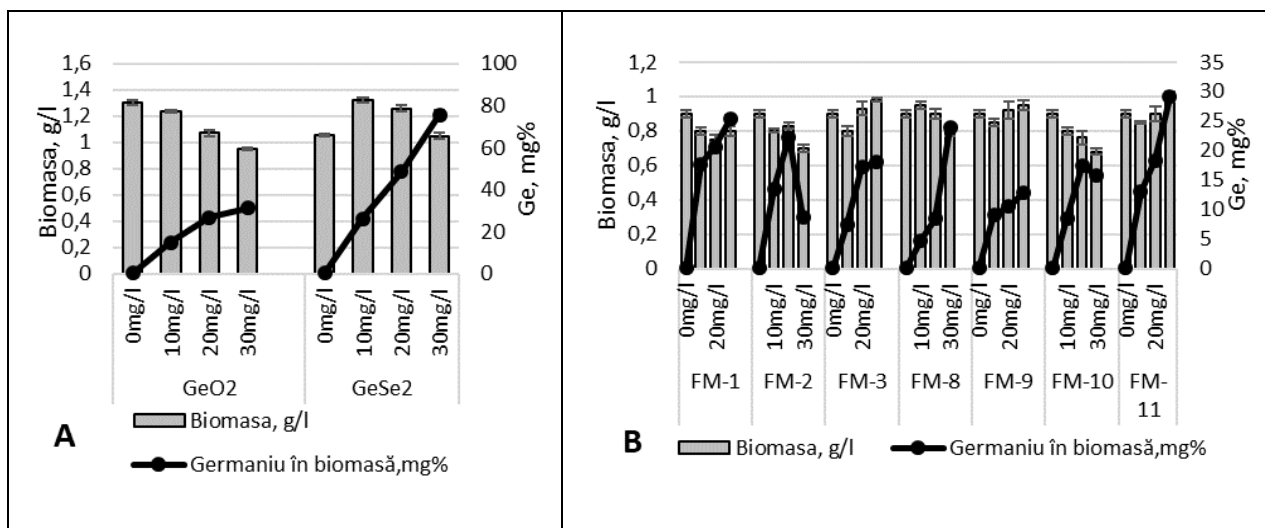 Biomasa, g/l
1,6
1,4
1,2
1
0,8
0,6
0,4
0,2
0
100
80
60
40
20
0
Ge, mg%
0mg/l
10mg/l
20mg/l
30mg/l
0mg/l
10mg/l
20mg/l
30mg/l
GeO2
GeSe2
Biomasa, g/l
Germaniu în biomasă,mg%
A
Biomasa, g/l
1,2
1
0,8
0,6
0,4
0,2
0
35
30
25
20
15
10
5
0
Ge, mg%
0mg/l
20mg/l
10mg/l
30mg/l
0mg/l
20mg/l
10mg/l
30mg/l
0mg/l
20mg/l
10mg/l
30mg/l
0mg/l
20mg/l
FM-1
FM-2
FM-3
FM-8
FM-9
FM-10
FM-
11
Biomasa, g/l
Germaniu în biomasă,mg%
B